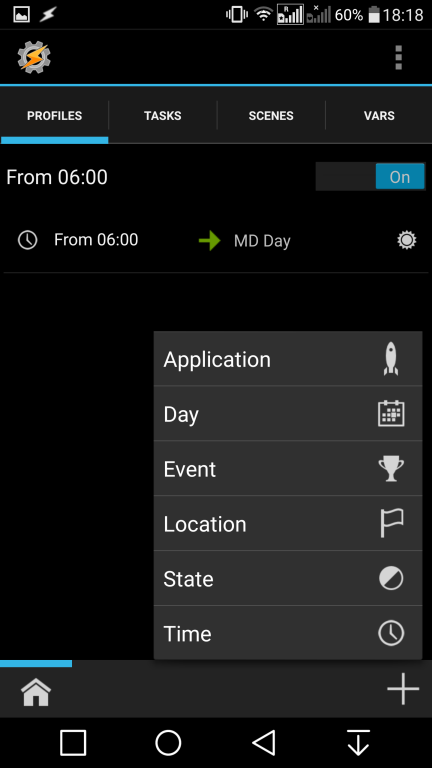 60% 18:18
PROFILES TASKS SCENES VARS
From 06:00 On
From 06:00 MD Day
Application
Day
Event
Location
State
Time